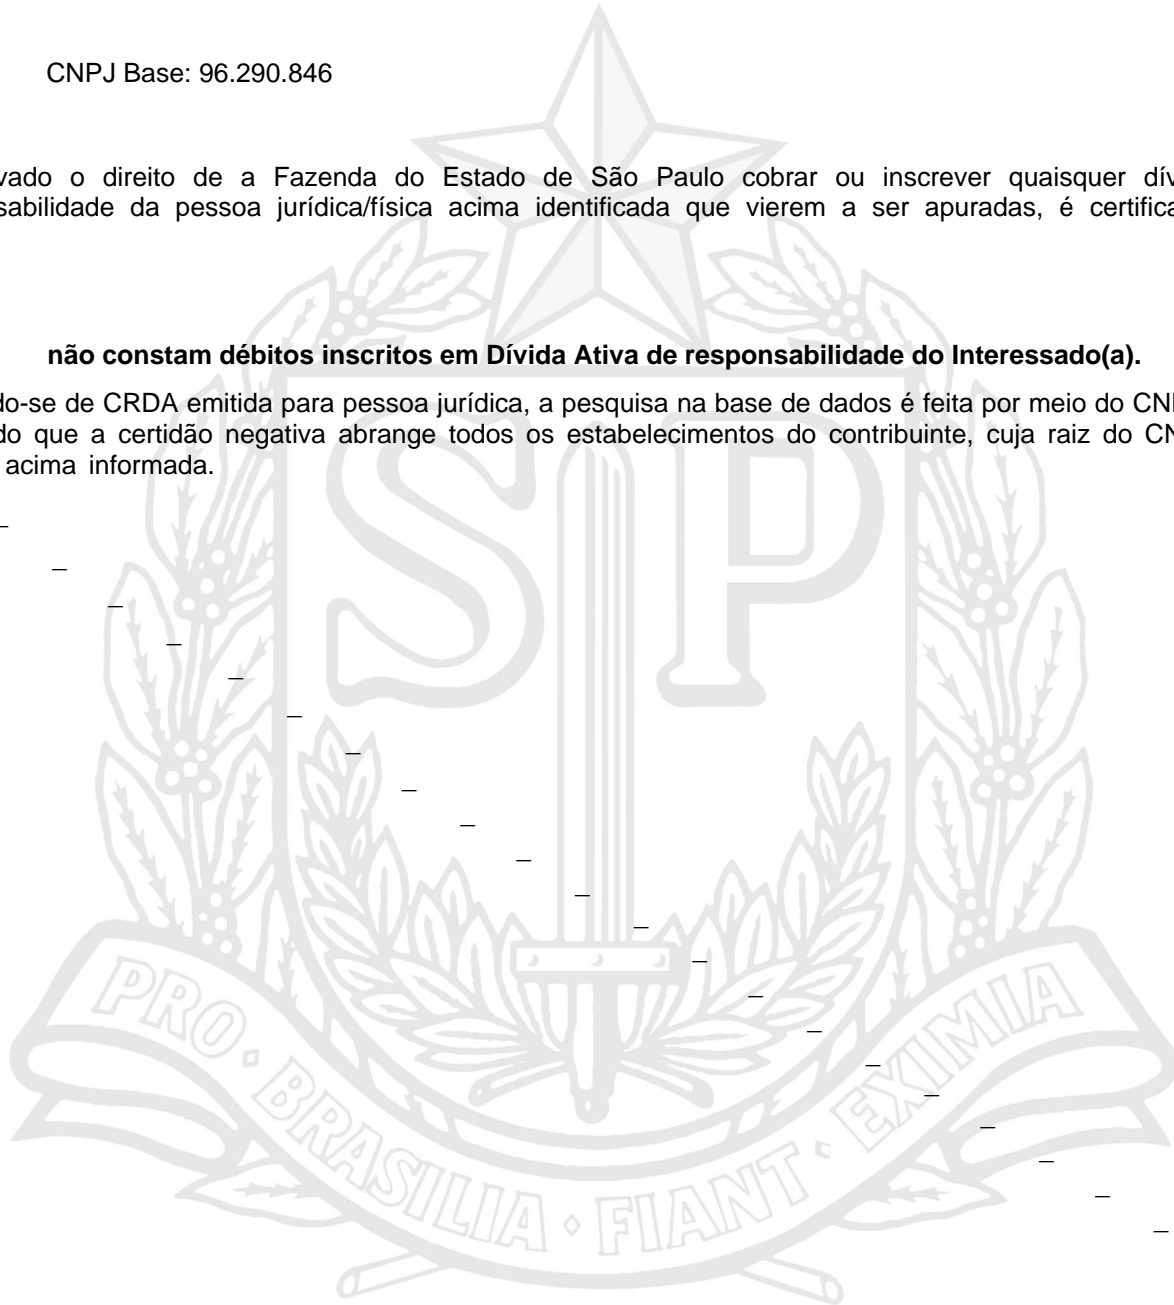 CNPJ Base: 96.290.846
vado o direito de a Fazenda do Estado de São Paulo cobrar ou inscrever quaisquer dív
sabilidade da pessoa jurídica/física acima identificada que vierem a ser apuradas, é certifica
não constam débitos inscritos em Dívida Ativa de responsabilidade do Interessado(a).
do-se de CRDA emitida para pessoa jurídica, a pesquisa na base de dados é feita por meio do CN
do que a certidão negativa abrange todos os estabelecimentos do contribuinte, cuja raiz do CN
acima informada.
SP
PRO · BRASILIA · FIANT · EXIMIA